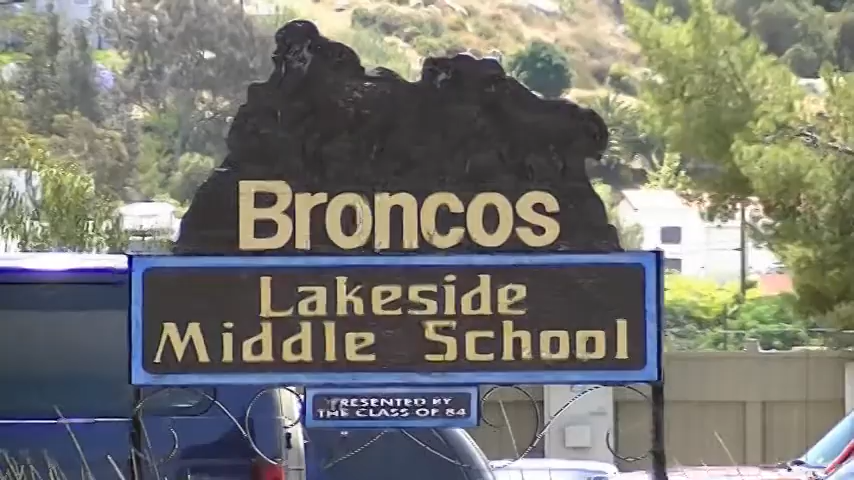 BRONCOS
LAKESIDE
MIDDLE SCHOOL
PRESENTED BY
THE CLASS OF 84